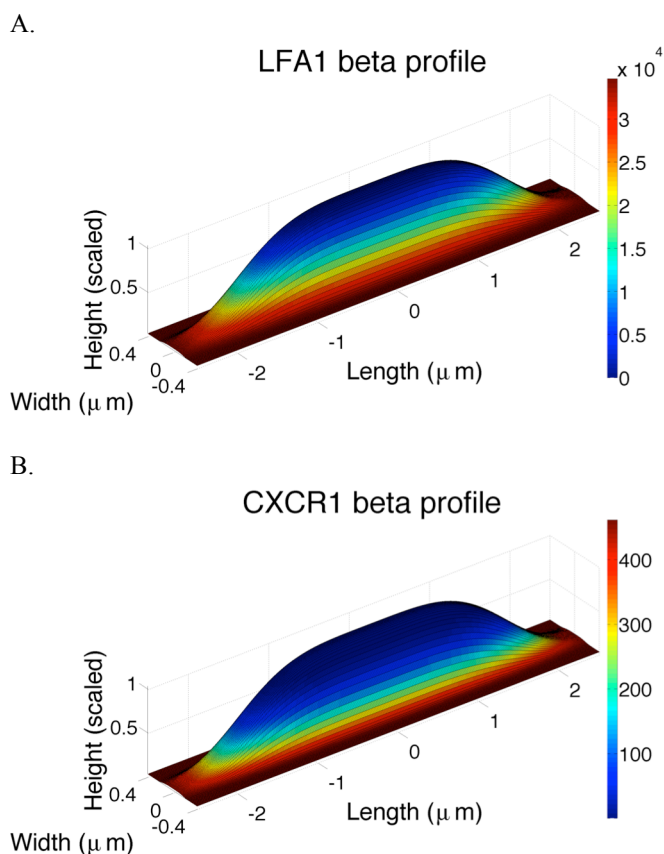 A.
LFA1 beta profile
x 10^4
3
2.5
2
1.5
1
0.5
0
Height (scaled)
1
0.5
0.4
0
-0.4
Width (μ m)
-2
-1
0
1
2
Length (μ m)
B.
CXCR1 beta profile
400
300
200
100
Height (scaled)
1
0.5
0.4
0
-0.4
Width (μ m)
-2
-1
0
1
2
Length (μ m)